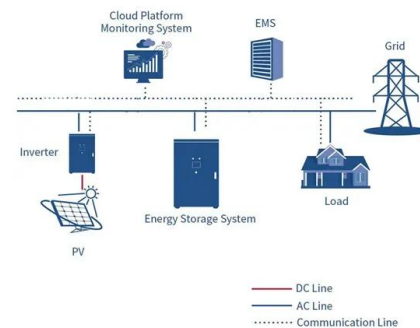 Cloud Platform
Monitoring System
EMS
Grid
Inverter
Energy Storage System
Load
PV
DC Line
AC Line
Communication Line